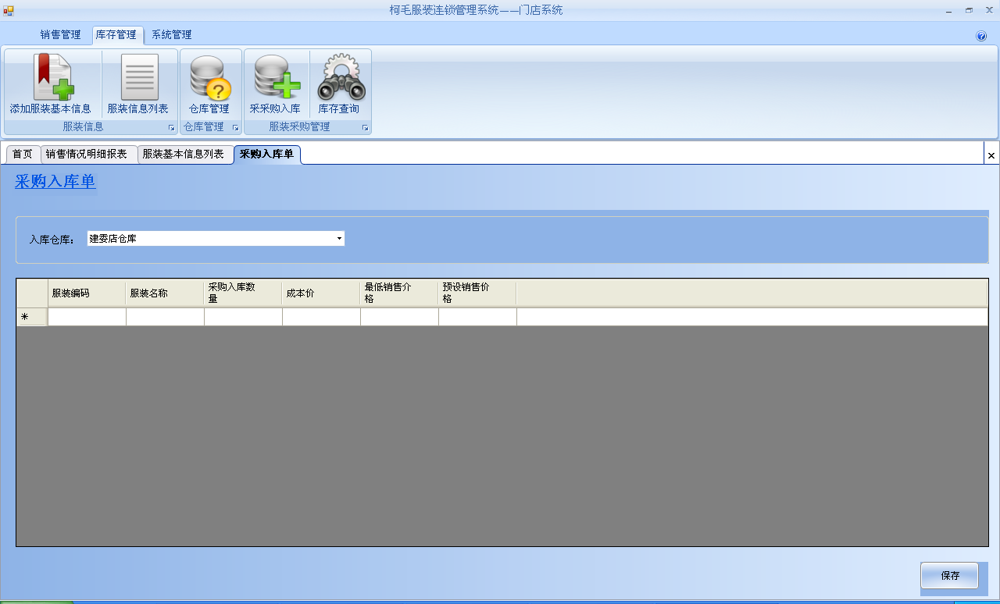 柯毛服装连锁管理系统——门店系统
销售管理 库存管理 系统管理
添加服装基本信息 服装信息列表 仓库管理 采采购入库 库存查询
服装信息 仓库管理 服装采购管理
首页 销售情况明细报表 服装基本信息列表 采购入库单
采购入库单
入库仓库: 建委店仓库
服装编码 服装名称 采购入库数量 成本价 最低销售价格 预设销售价格
保存